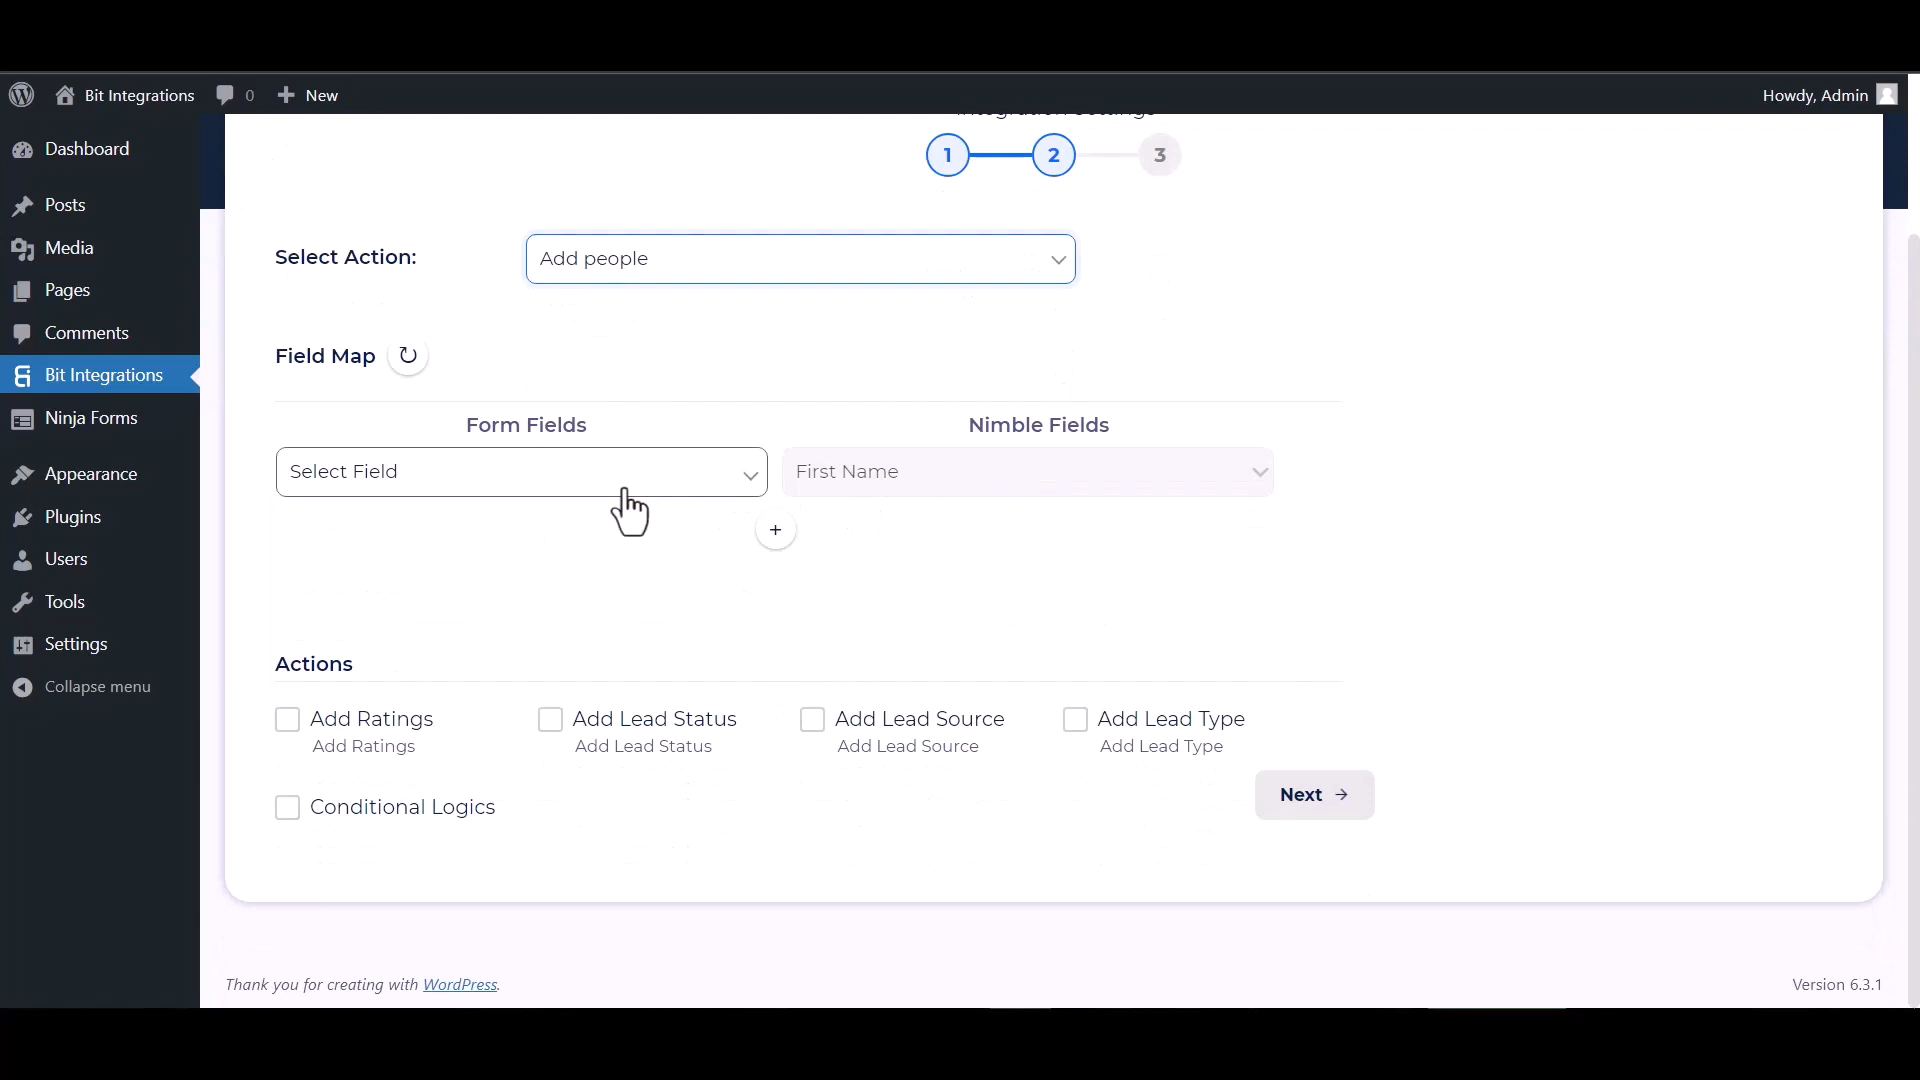 Bit Integrations
0
New
Howdy, Admin
Integration Settings
1
2
3
Dashboard
Posts
Media
Pages
Comments
Bit Integrations
Ninja Forms
Appearance
Plugins
Users
Tools
Settings
Collapse menu
Select Action:
Add people
Field Map
Form Fields
Nimble Fields
Select Field
First Name
+
Actions
Add Ratings
Add Ratings
Add Lead Status
Add Lead Status
Add Lead Source
Add Lead Source
Add Lead Type
Add Lead Type
Conditional Logics
Next
Thank you for creating with WordPress.
Version 6.3.1